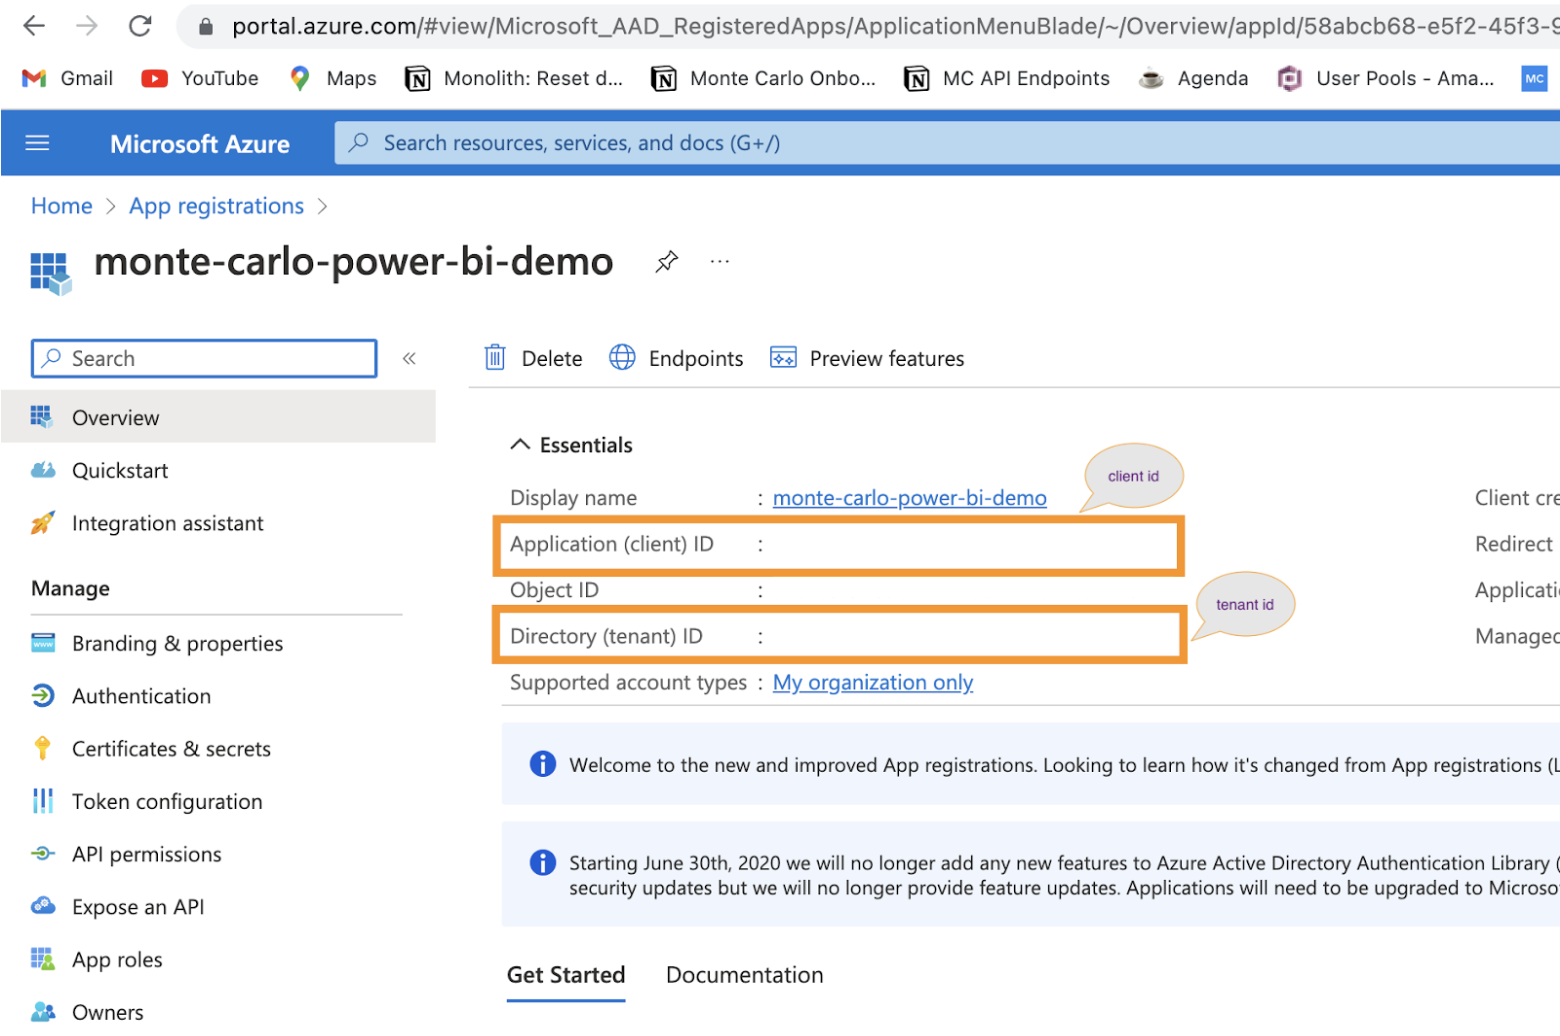 portal.azure.com/#view/Microsoft_AAD_RegisteredApps/ApplicationMenuBlade/~/Overview/appId/58abcb68-e5f2-45f3-9
Gmail YouTube Maps Monolith: Reset d... Monte Carlo Onbo... MC API Endpoints Agenda User Pools - Ama... MC
Microsoft Azure Search resources, services, and docs (G+/)
Home > App registrations >
monte-carlo-power-bi-demo ...
Search «
Delete Endpoints Preview features
Overview
Quickstart
Integration assistant
Manage
Branding & properties
Authentication
Certificates & secrets
Token configuration
API permissions
Expose an API
App roles
Owners
Essentials
client id
Display name : monte-carlo-power-bi-demo
Client cre
Application (client) ID :
Redirect
Object ID :
Applicati
tenant id
Directory (tenant) ID :
Managed
Supported account types : My organization only
Welcome to the new and improved App registrations. Looking to learn how it's changed from App registrations (L
Starting June 30th, 2020 we will no longer add any new features to Azure Active Directory Authentication Library (
security updates but we will no longer provide feature updates. Applications will need to be upgraded to Microso
Get Started Documentation